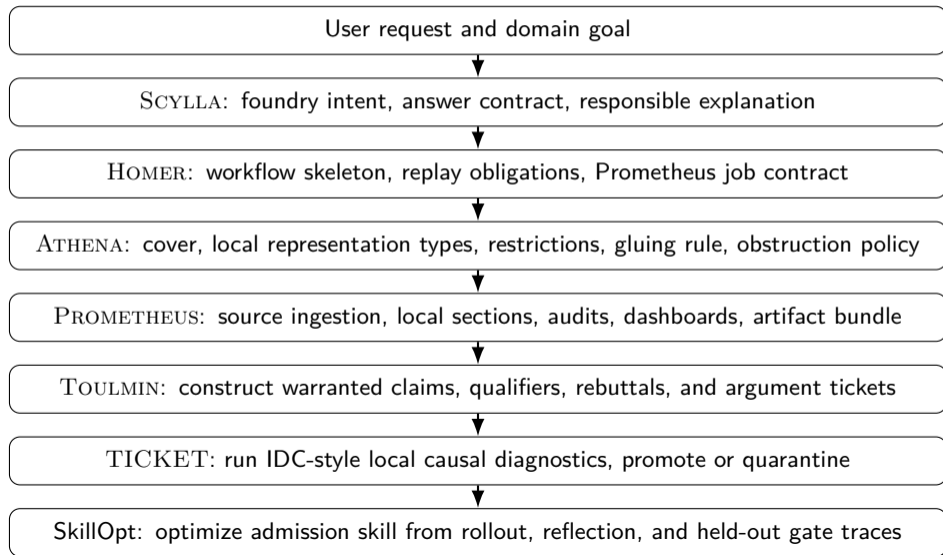 User request and domain goal
SCYLLA: foundry intent, answer contract, responsible explanation
HOMER: workflow skeleton, replay obligations, Prometheus job contract
ATHENA: cover, local representation types, restrictions, gluing rule, obstruction policy
PROMETHEUS: source ingestion, local sections, audits, dashboards, artifact bundle
TOULMIN: construct warranted claims, qualifiers, rebuttals, and argument tickets
TICKET: run IDC-style local causal diagnostics, promote or quarantine
SkillOpt: optimize admission skill from rollout, reflection, and held-out gate traces